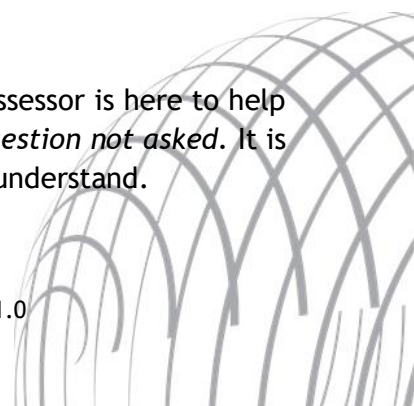 ssessor is here to help
estion not asked. It is
understand.
1.0